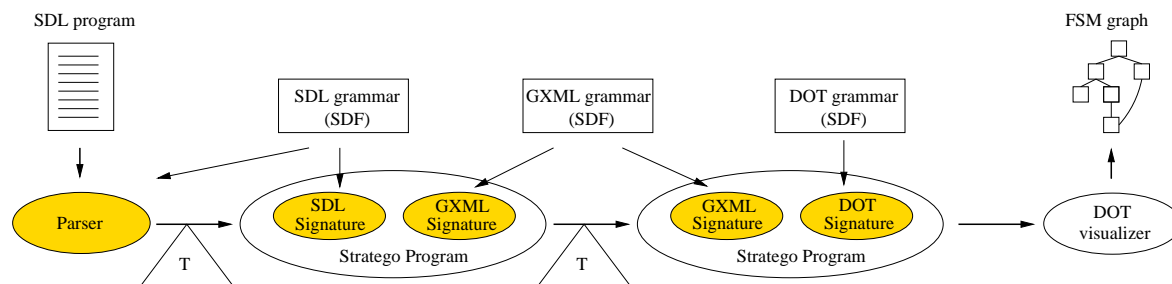 SDL program
FSM graph
SDL grammar
(SDF)
GXML grammar
(SDF)
DOT grammar
(SDF)
Parser
SDL
Signature
GXML
Signature
Stratego Program
GXML
Signature
DOT
Signature
Stratego Program
DOT
visualizer
T
T